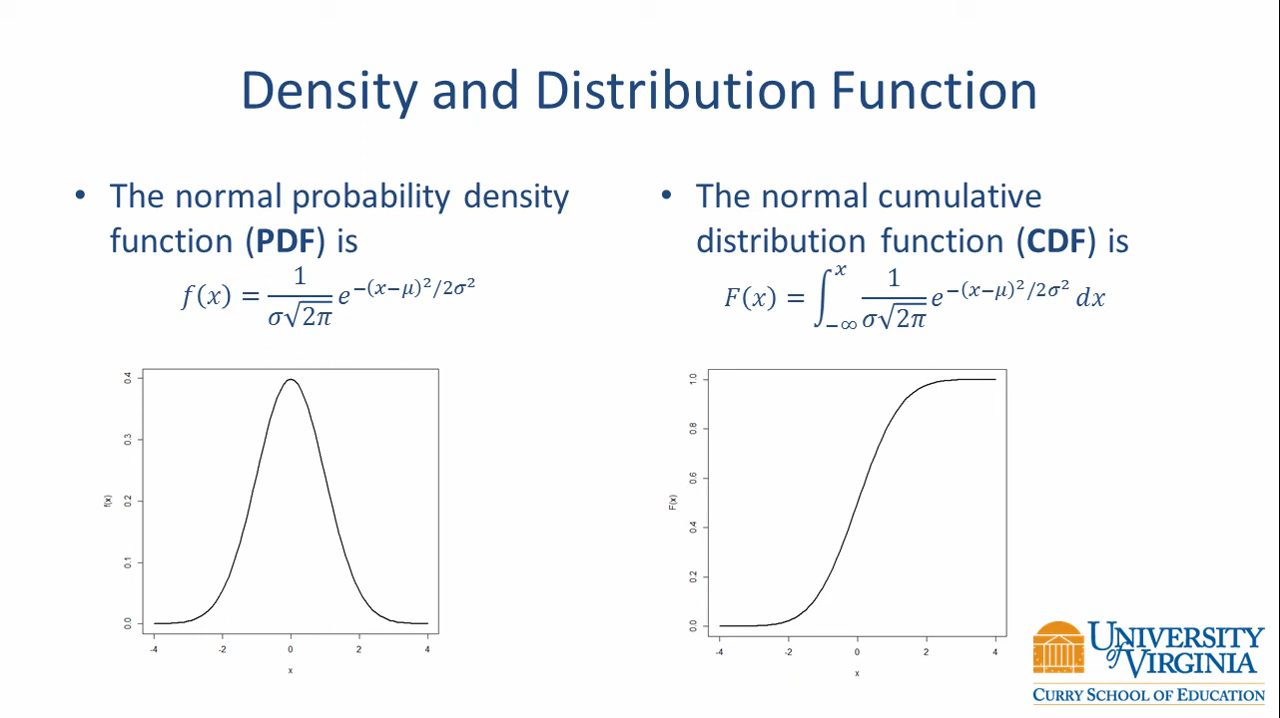 Density and Distribution Function
• The normal probability density
function (PDF) is
f(x) = 1/(σ√2π) e^−(x−μ)²/2σ²
0.4
0.3
0.2
0.1
0.0
f(x)
-4 -2 0 2 4
x
• The normal cumulative
distribution function (CDF) is
F(x) = ∫_−∞^x 1/(σ√2π) e^−(x−μ)²/2σ² dx
1.0
0.8
0.6
0.4
0.2
0.0
F(x)
-4 -2 0 2 4
x
UNIVERSITY
of VIRGINIA
CURRY SCHOOL OF EDUCATION